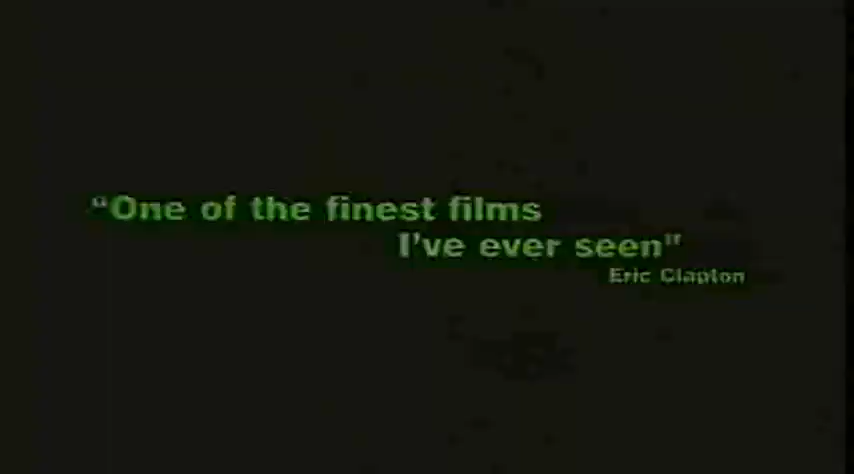 “One of the finest films
I've ever seen"
Eric Clapton